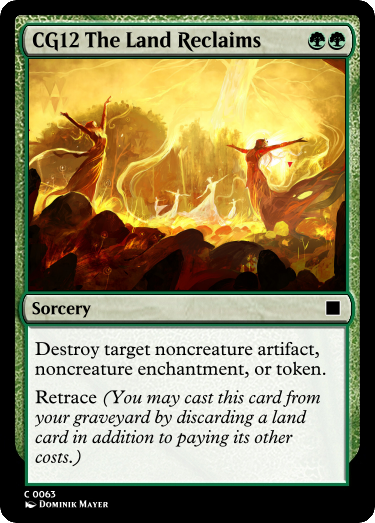 CG12 The Land Reclaims
Sorcery
Destroy target noncreature artifact,
noncreature enchantment, or token.
Retrace (You may cast this card from
your graveyard by discarding a land
card in addition to paying its other
costs.)
C 0063
Dominik Mayer